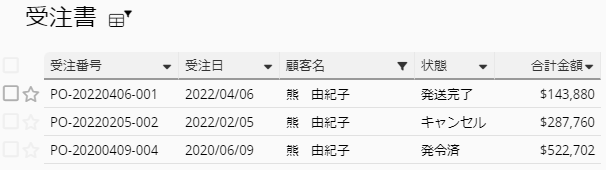 受注書
受注番号 受注日 顧客名 状態 合計金額
PO-20220406-001 2022/04/06 熊　由紀子 発送完了 $143,880
PO-20220205-002 2022/02/05 熊　由紀子 キャンセル $287,760
PO-20200409-004 2020/06/09 熊　由紀子 発令済 $522,702